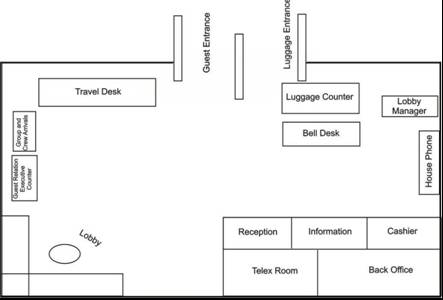 Guest Entrance
Luggage Entrance
Travel Desk
Luggage Counter
Lobby
Manager
Group and
Crew Arrivals
Bell Desk
House Phone
Guest Relation
Executive
Counter
Lobby
Reception
Information
Cashier
Telex Room
Back Office